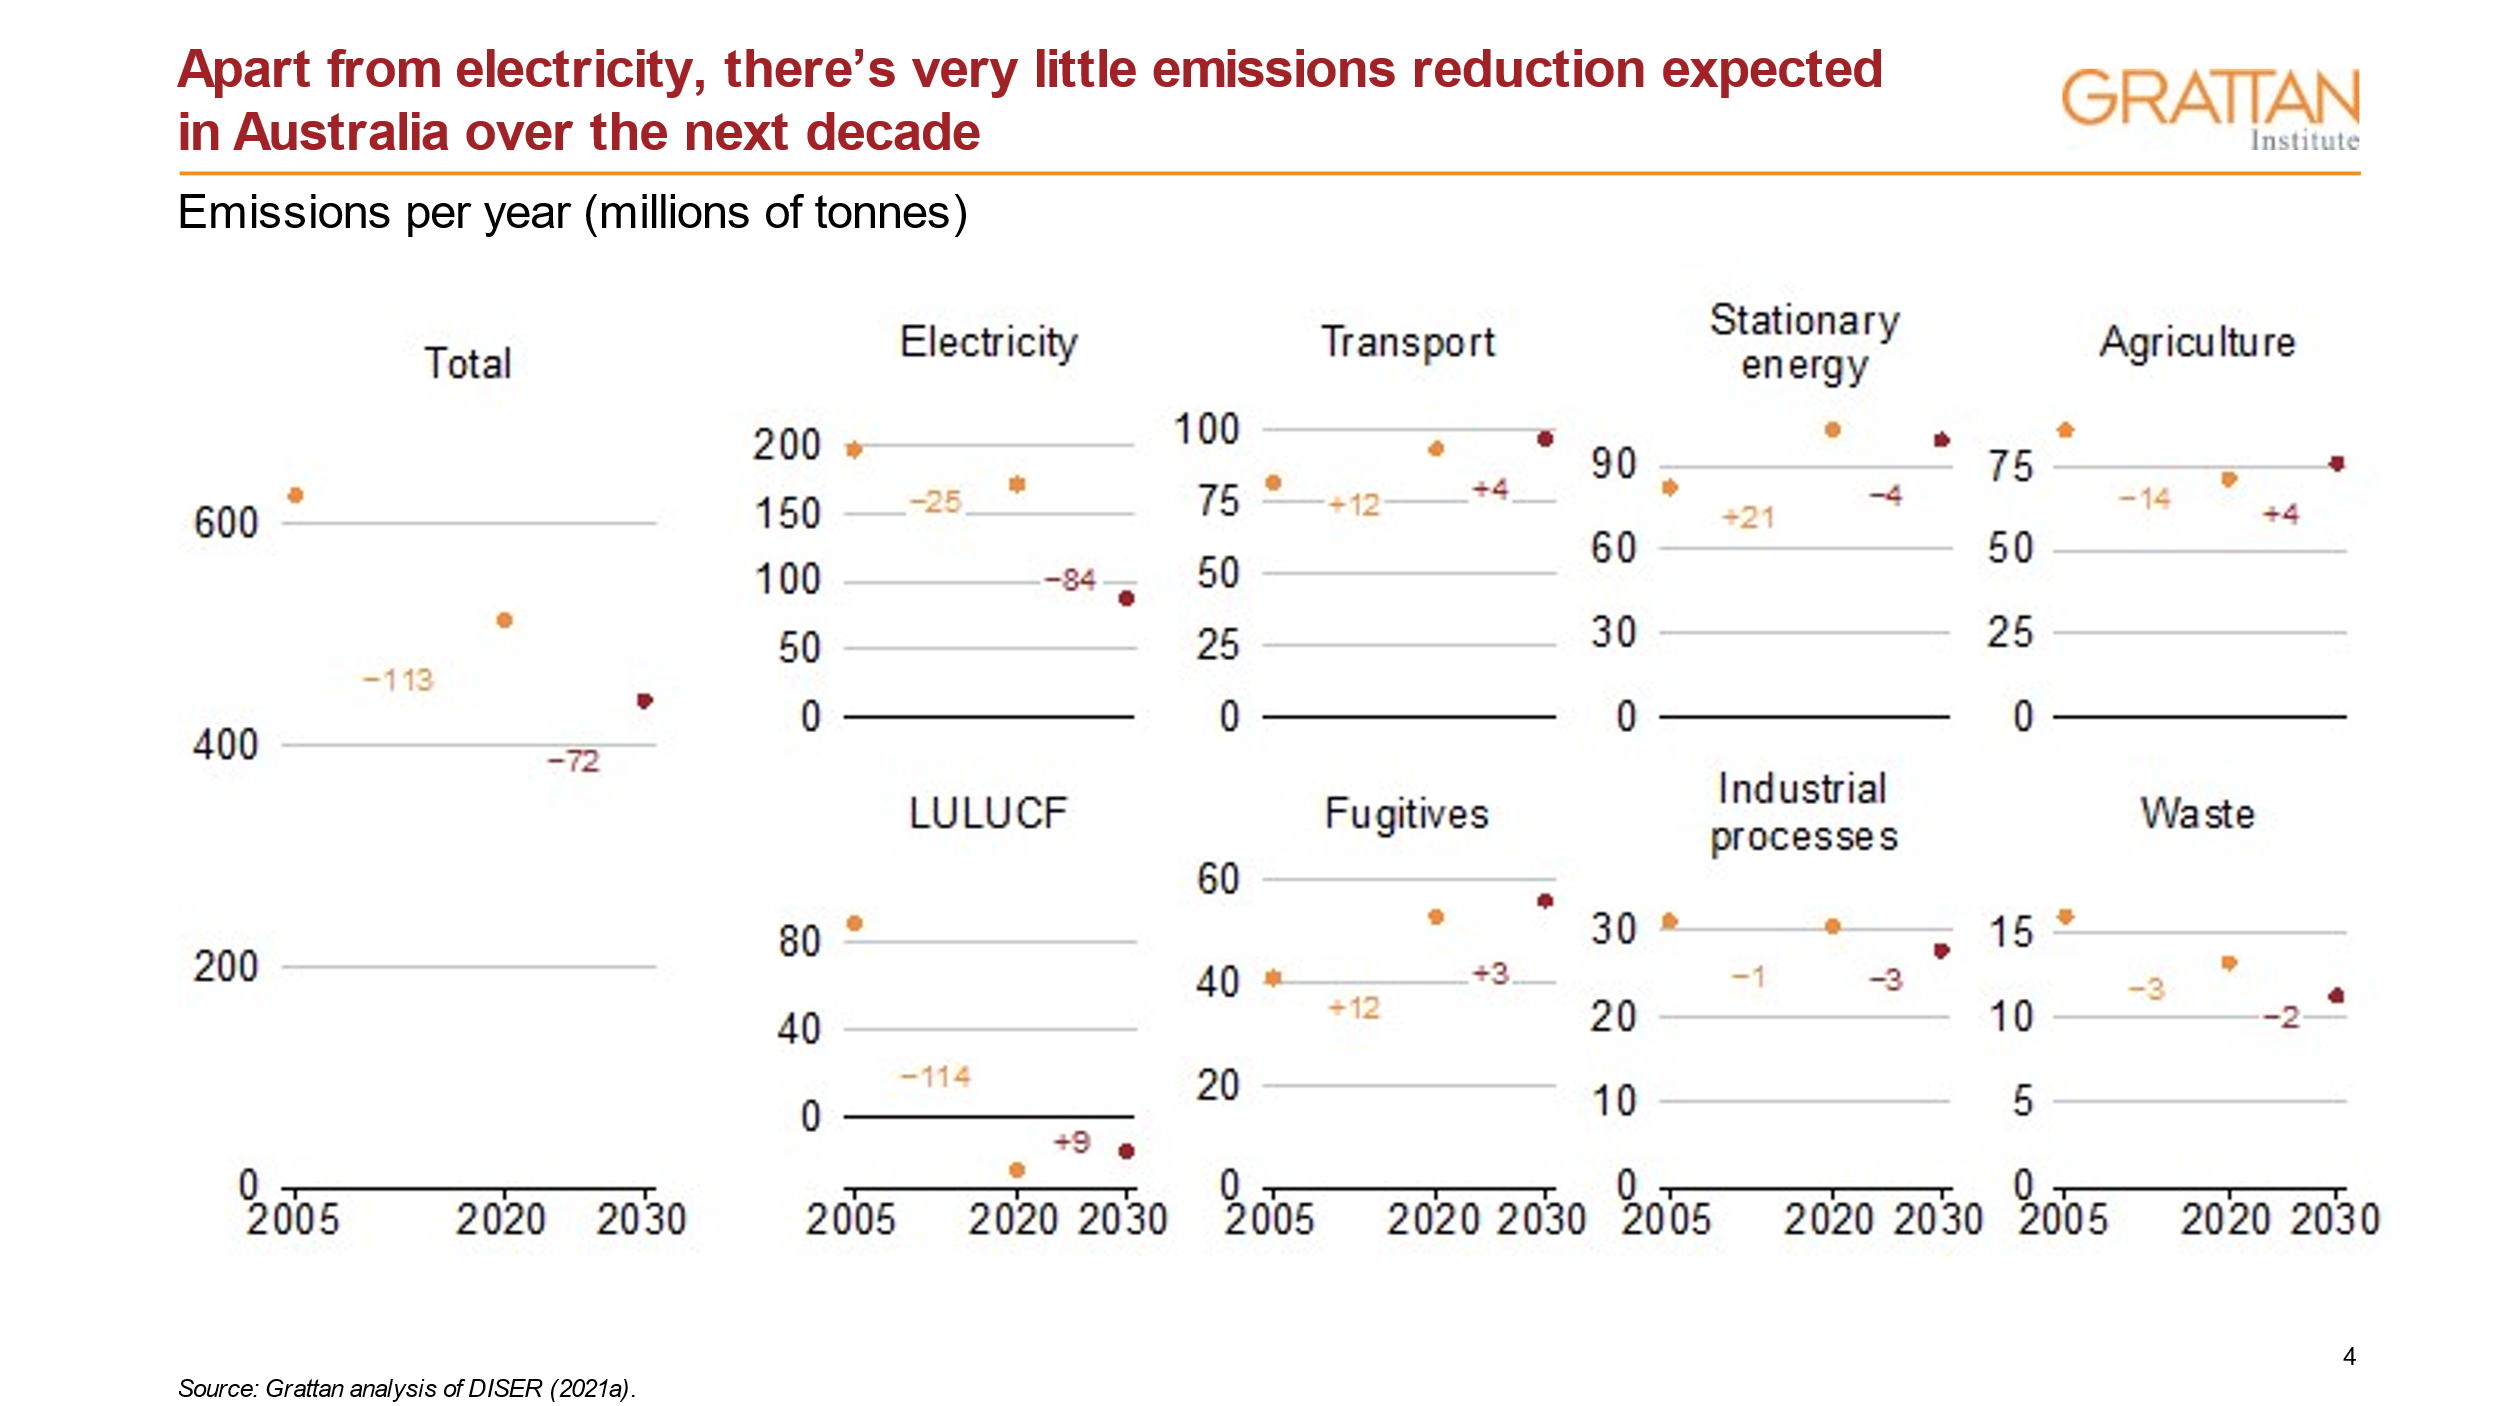 Apart from electricity, there’s very little emissions reduction expected
in Australia over the next decade
GRATTAN
Institute
Emissions per year (millions of tonnes)
Total
600
400
200
0
−113
−72
2005 2020 2030
Electricity
200
150
100
50
0
−25
−84
Transport
100
75
50
25
0
+12
+4
Stationary
energy
90
60
30
0
+21
−4
Agriculture
75
50
25
0
−14
+4
LULUCF
80
40
0
−114
+9
2005 2020 2030
Fugitives
60
40
20
0
+12
+3
2005 2020 2030
Industrial
processes
30
20
10
0
−1
−3
2005 2020 2030
Waste
15
10
5
0
−3
−2
2005 2020 2030
4
Source: Grattan analysis of DISER (2021a).